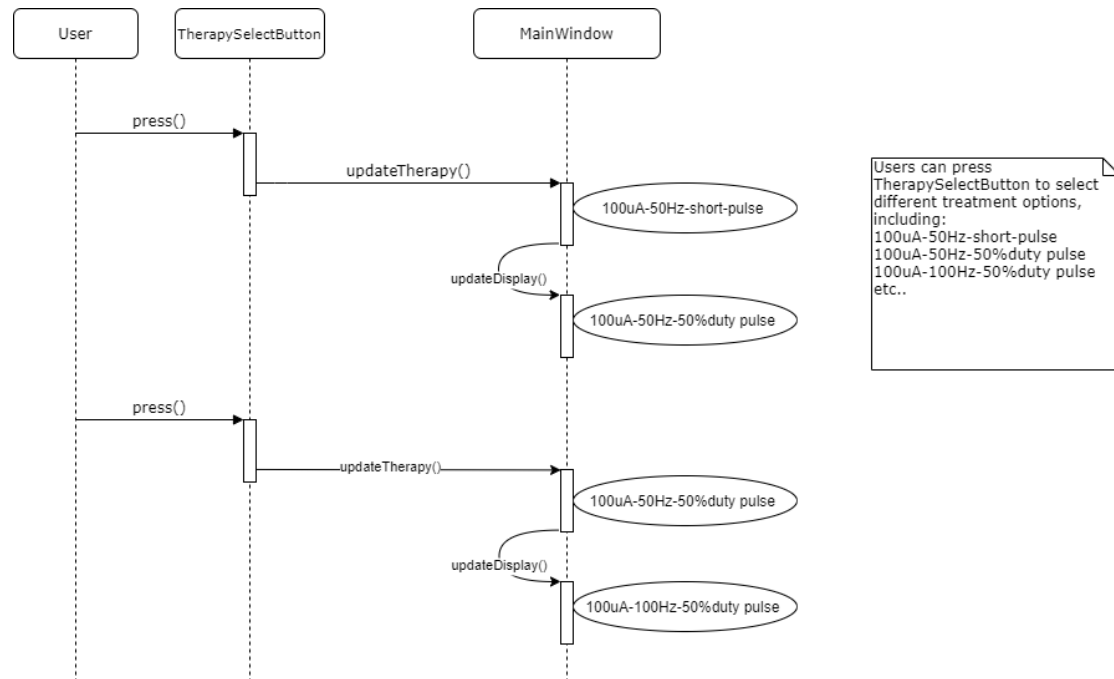 User
TherapySelectButton
MainWindow
press()
updateTherapy()
100uA-50Hz-short-pulse
updateDisplay()
100uA-50Hz-50%duty pulse
press()
updateTherapy()
100uA-50Hz-50%duty pulse
updateDisplay()
100uA-100Hz-50%duty pulse
Users can press
TherapySelectButton to select
different treatment options,
including:
100uA-50Hz-short-pulse
100uA-50Hz-50%duty pulse
100uA-100Hz-50%duty pulse
etc..